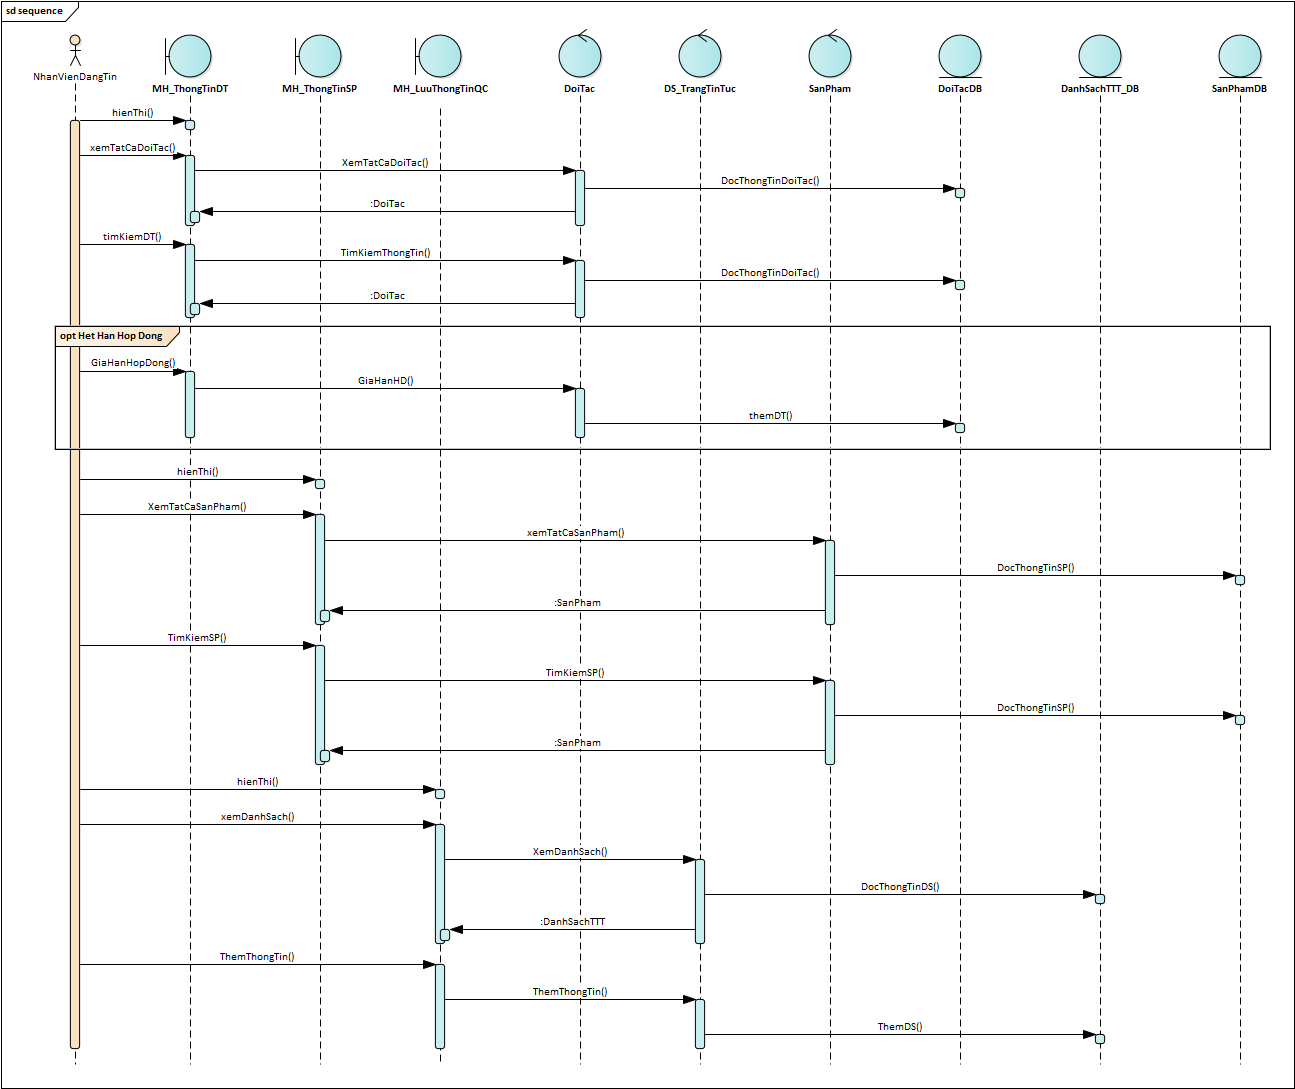 sd sequence
NhanVienDangTin
MH_ThongTinDT
MH_ThongTinSP
MH_LuuThongTinQC
DoiTac
DS_TrangTinTuc
SanPham
DoiTacDB
DanhSachTTT_DB
SanPhamDB
hienThi()
xemTatCaDoiTac()
XemTatCaDoiTac()
DocThongTinDoiTac()
:DoiTac
timKiemDT()
TimKiemThongTin()
DocThongTinDoiTac()
:DoiTac
opt Het Han Hop Dong
GiaHanHopDong()
GiaHanHD()
themDT()
hienThi()
XemTatCaSanPham()
xemTatCaSanPham()
DocThongTinSP()
:SanPham
TimKiemSP()
TimKiemSP()
DocThongTinSP()
:SanPham
hienThi()
xemDanhSach()
XemDanhSach()
DocThongTinDS()
:DanhSachTTT
ThemThongTin()
ThemThongTin()
ThemDS()